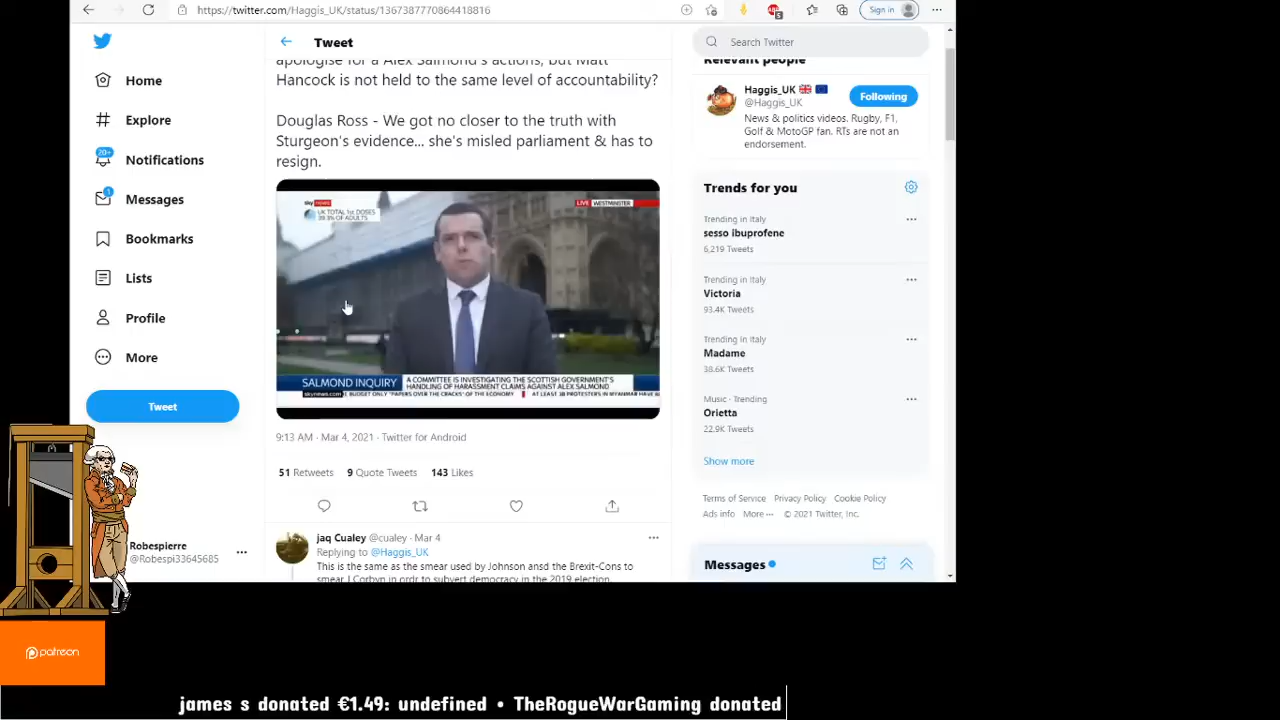 https://twitter.com/Haggis_UK/status/1367387770864418816
Sign in
Home
Explore
20+
Notifications
1
Messages
Bookmarks
Lists
Profile
More
Tweet
Robespierre
@Robespi33645685
patreon
Tweet
apologise for a Alex Salmond's actions, but Matt
Hancock is not held to the same level of accountability?
Douglas Ross - We got no closer to the truth with
Sturgeon's evidence... she's misled parliament & has to
resign.
sky news
UK TOTAL 1st DOSES
39.3% OF ADULTS
LIVE WESTMINSTER
SALMOND INQUIRY
A COMMITTEE IS INVESTIGATING THE SCOTTISH GOVERNMENT'S
HANDLING OF HARASSMENT CLAIMS AGAINST ALEX SALMOND
skynews.com
BUDGET ONLY "PAPERS OVER THE CRACKS" OF THE ECONOMY
AT LEAST 38 PROTESTERS IN MYANMAR HAVE
9:13 AM · Mar 4, 2021 · Twitter for Android
51 Retweets 9 Quote Tweets 143 Likes
jaq Cualey @cualey · Mar 4
Replying to @Haggis_UK
This is the same as the smear used by Johnson ansd the Brexit-Cons to
smear J Corbyn in ordr to subvert democracy in the 2019 election.
Search Twitter
Relevant people
Haggis_UK
@Haggis_UK
Following
News & politics videos. Rugby, F1,
Golf & MotoGP fan. RTs are not an
endorsement.
Trends for you
Trending in Italy
sesso ibuprofene
6,219 Tweets
Trending in Italy
Victoria
93.4K Tweets
Trending in Italy
Madame
38.6K Tweets
Music · Trending
Orietta
22.9K Tweets
Show more
Terms of Service Privacy Policy Cookie Policy
Ads info More © 2021 Twitter, Inc.
Messages
james s donated €1.49: undefined • TheRogueWarGaming donated